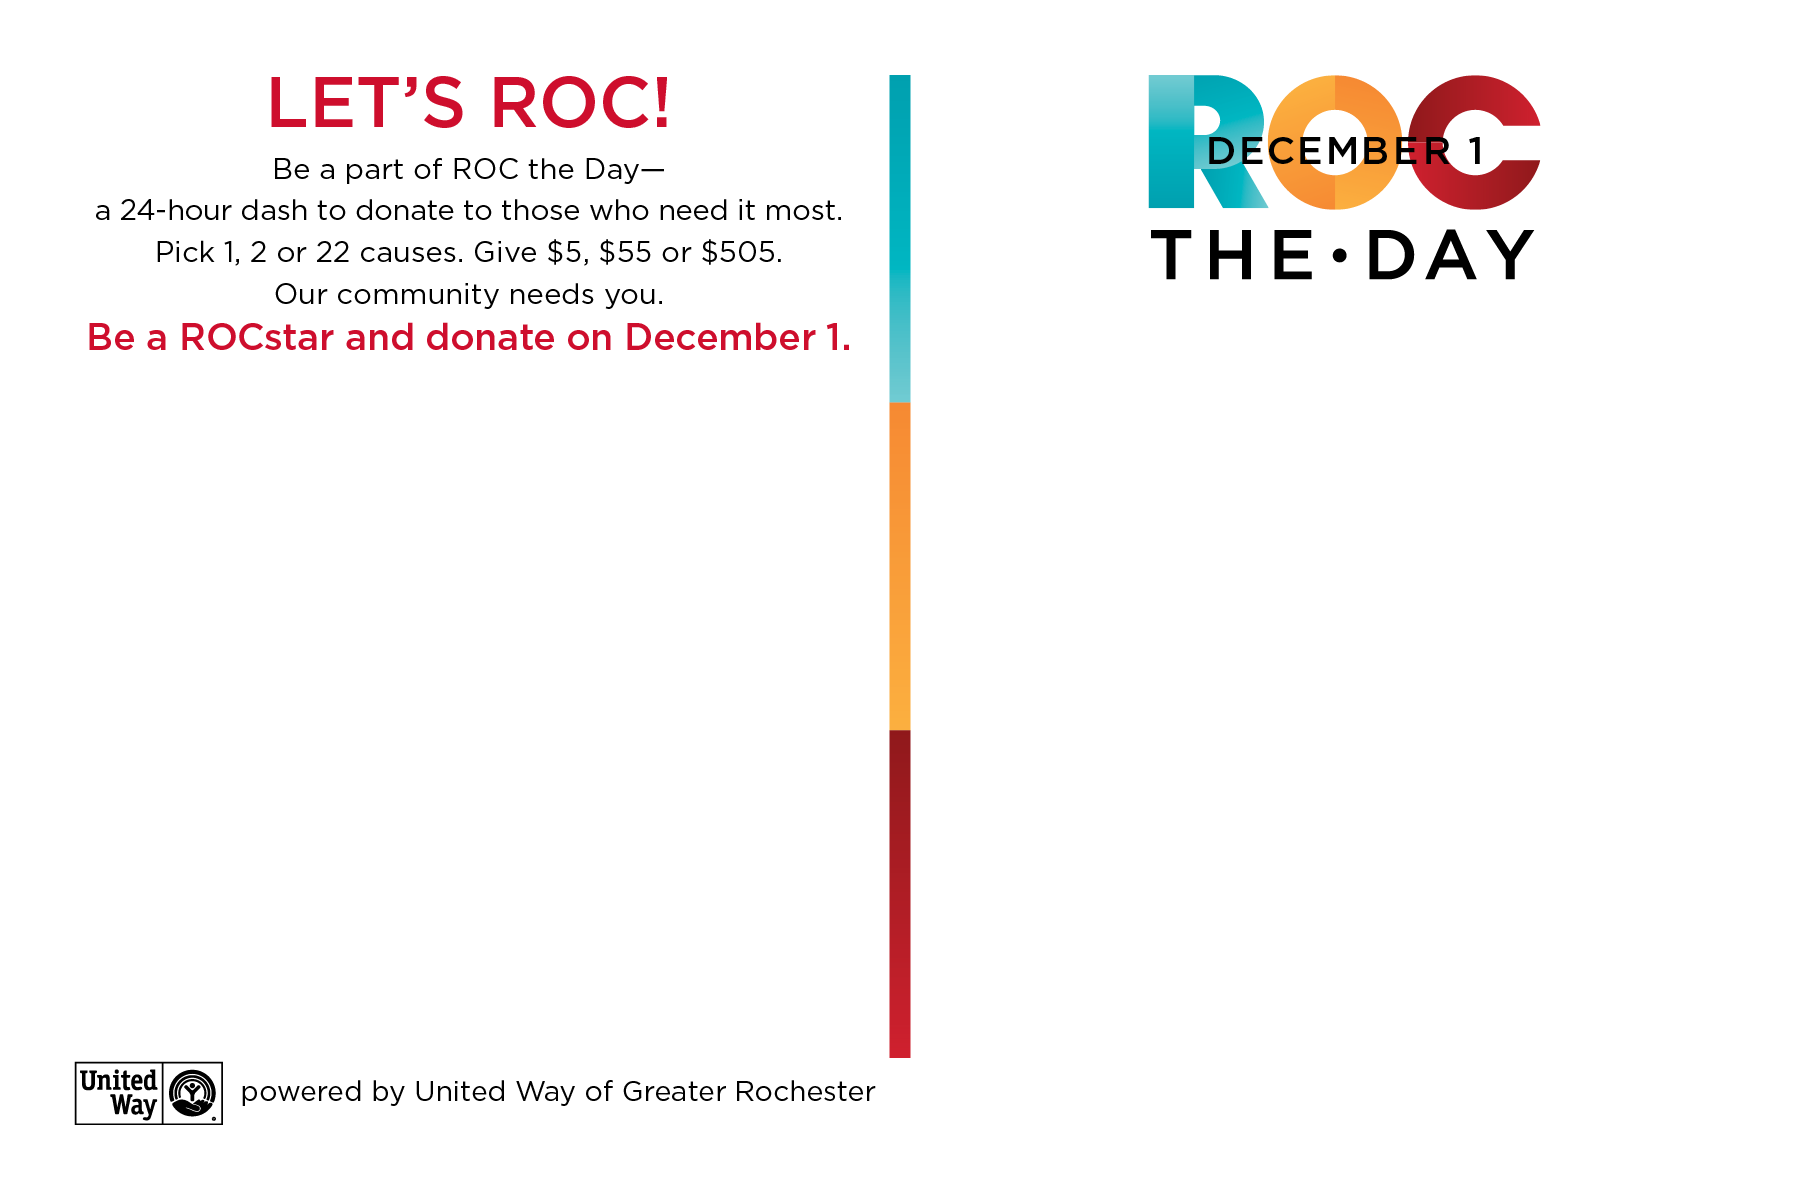 LET’S ROC!
Be a part of ROC the Day—
a 24-hour dash to donate to those who need it most.
Pick 1, 2 or 22 causes. Give $5, $55 or $505.
Our community needs you.
Be a ROCstar and donate on December 1.
United
Way
powered by United Way of Greater Rochester
ROC
DECEMBER 1
THE•DAY